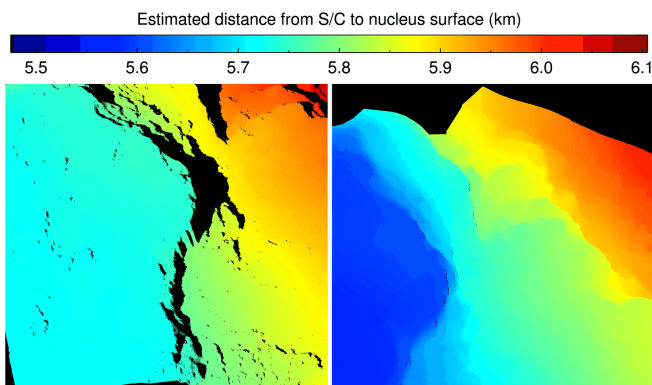 Estimated distance from S/C to nucleus surface (km)
5.5 5.6 5.7 5.8 5.9 6.0 6.1